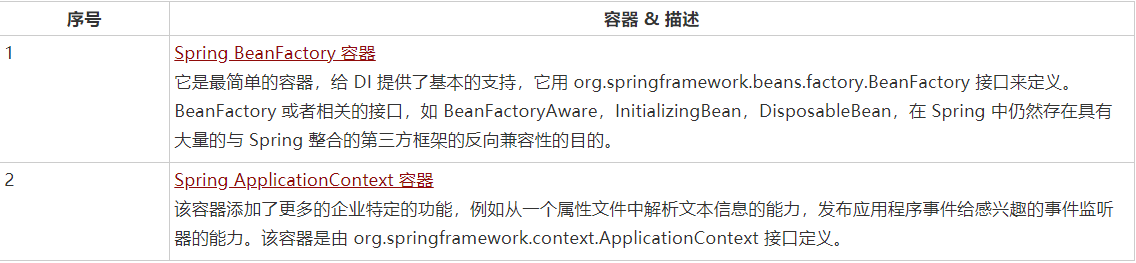 序号 容器 & 描述
1 Spring BeanFactory 容器
它是最简单的容器，给 DI 提供了基本的支持，它用 org.springframework.beans.factory.BeanFactory 接口来定义。
BeanFactory 或者相关的接口，如 BeanFactoryAware，InitializingBean，DisposableBean，在 Spring 中仍然存在具有
大量的与 Spring 整合的第三方框架的反向兼容性的目的。
2 Spring ApplicationContext 容器
该容器添加了更多的企业特定的功能，例如从一个属性文件中解析文本信息的能力，发布应用程序事件给感兴趣的事件监听
器的能力。该容器是由 org.springframework.context.ApplicationContext 接口定义。